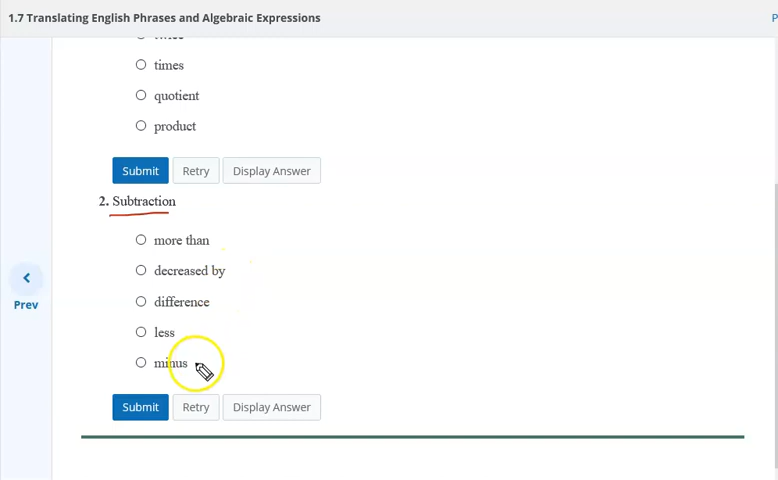 1.7 Translating English Phrases and Algebraic Expressions
times
quotient
product
Submit Retry Display Answer
2. Subtraction
more than
decreased by
difference
less
minus
Prev
Submit Retry Display Answer